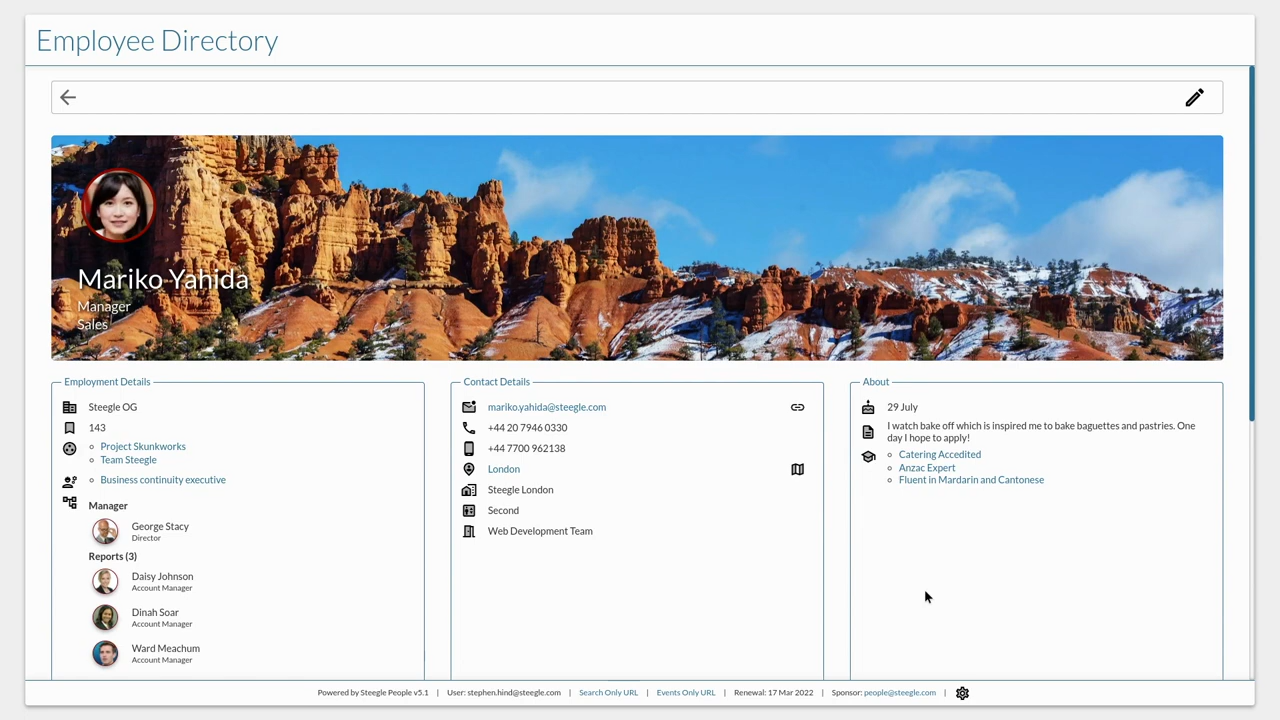 Employee Directory
Mariko Yahida
Manager
Sales
Employment Details
Steegle OG
143
Project Skunkworks
Team Steegle
Business continuity executive
Manager
George Stacy
Director
Reports (3)
Daisy Johnson
Account Manager
Dinah Soar
Account Manager
Ward Meachum
Account Manager
Contact Details
mariko.yahida@steegle.com
+44 20 7946 0330
+44 7700 962138
London
Steegle London
Second
Web Development Team
About
29 July
I watch bake off which is inspired me to bake baguettes and pastries. One
day I hope to apply!
Catering Accedited
Anzac Expert
Fluent in Mardarin and Cantonese
Powered by Steegle People v5.1 | User: stephen.hind@steegle.com | Search Only URL | Events Only URL | Renewal: 17 Mar 2022 | Sponsor: people@steegle.com |